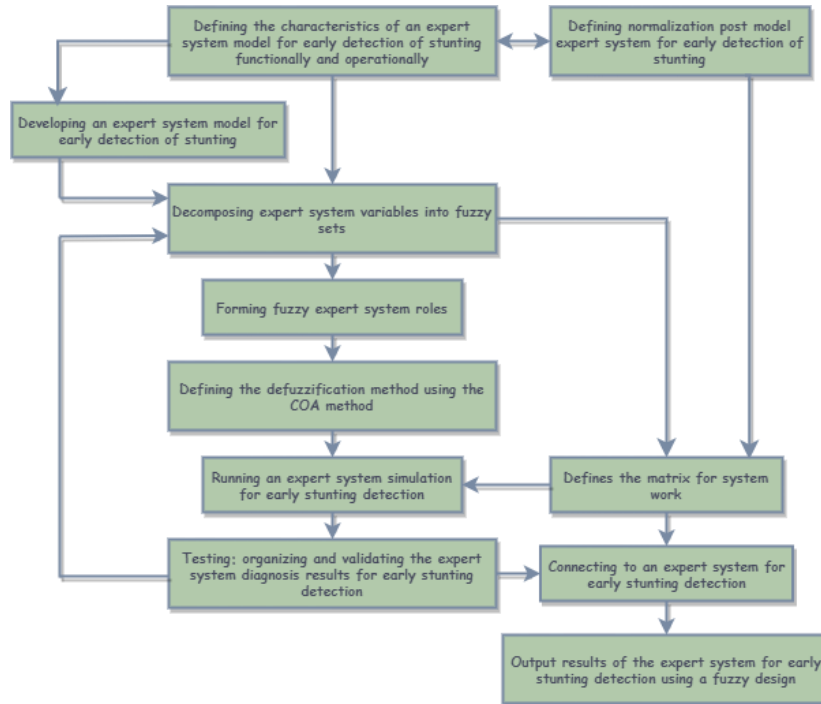 Defining the characteristics of an expert
system model for early detection of stunting
functionally and operationally
Defining normalization post model
expert system for early detection of
stunting
Developing an expert system model for
early detection of stunting
Decomposing expert system variables into fuzzy
sets
Forming fuzzy expert system roles
Defining the defuzzification method using the
COA method
Running an expert system simulation
for early stunting detection
Defines the matrix for system
work
Testing: organizing and validating the expert
system diagnosis results for early stunting
detection
Connecting to an expert system for
early stunting detection
Output results of the expert system for early
stunting detection using a fuzzy design